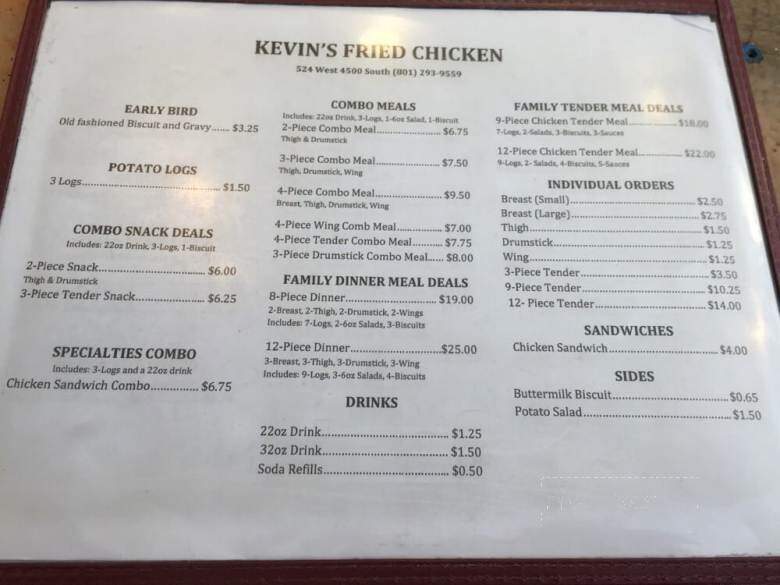 KEVIN'S FRIED CHICKEN
524 West 4500 South (801) 293-9559
EARLY BIRD
Old fashioned Biscuit and Gravy...... $3.25
POTATO LOGS
3 Logs.......................................... $1.50
COMBO SNACK DEALS
Includes: 22oz Drink, 3-Logs, 1-Biscuit
2-Piece Snack................................ $6.00
Thigh & Drumstick
3-Piece Tender Snack..................... $6.25
SPECIALTIES COMBO
Includes: 3-Logs and a 22oz drink
Chicken Sandwich Combo............... $6.75
COMBO MEALS
Includes: 22oz Drink, 3-Logs, 1-6oz Salad, 1-Biscuit
2-Piece Combo Meal...................... $6.75
Thigh & Drumstick
3-Piece Combo Meal...................... $7.50
Thigh, Drumstick, Wing
4-Piece Combo Meal...................... $9.50
Breast, Thigh, Drumstick, Wing
4-Piece Wing Comb Meal............... $7.00
4-Piece Tender Combo Meal.......... $7.75
3-Piece Drumstick Combo Meal..... $8.00
FAMILY DINNER MEAL DEALS
8-Piece Dinner............................... $19.00
2-Breast, 2-Thigh, 2-Drumstick, 2-Wings
Includes: 7-Logs, 2-6oz Salads, 3-Biscuits
12-Piece Dinner..............................$25.00
3-Breast, 3-Thigh, 3-Drumstick, 3-Wing
Includes: 9-Logs, 3-6oz Salads, 4-Biscuits
DRINKS
22oz Drink...................................... $1.25
32oz Drink...................................... $1.50
Soda Refills..................................... $0.50
FAMILY TENDER MEAL DEALS
9-Piece Chicken Tender Meal.............. $18.00
7-Logs, 2-Salads, 3-Biscuits, 3-Sauces
12-Piece Chicken Tender Meal............. $22.00
9-Logs, 2- Salads, 4-Biscuits, 5-Sauces
INDIVIDUAL ORDERS
Breast (Small)..................................... $2.50
Breast (Large)..................................... $2.75
Thigh................................................. $1.50
Drumstick........................................... $1.25
Wing................................................... $1.25
3-Piece Tender.................................... $3.50
9-Piece Tender.................................... $10.25
12- Piece Tender................................. $14.00
SANDWICHES
Chicken Sandwich................................ $4.00
SIDES
Buttermilk Biscuit................................ $0.65
Potato Salad........................................ $1.50